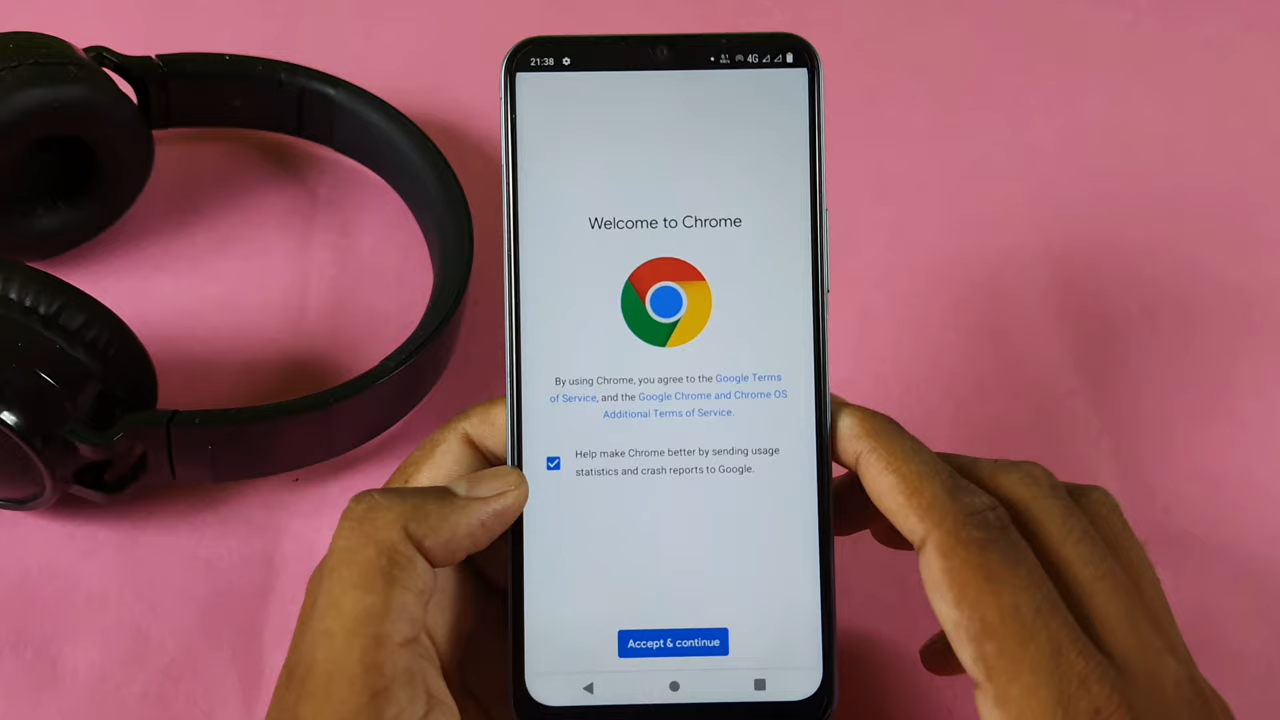 21:38 4G
Welcome to Chrome
By using Chrome, you agree to the Google Terms
of Service, and the Google Chrome and Chrome OS
Additional Terms of Service.
Help make Chrome better by sending usage
statistics and crash reports to Google.
Accept & continue